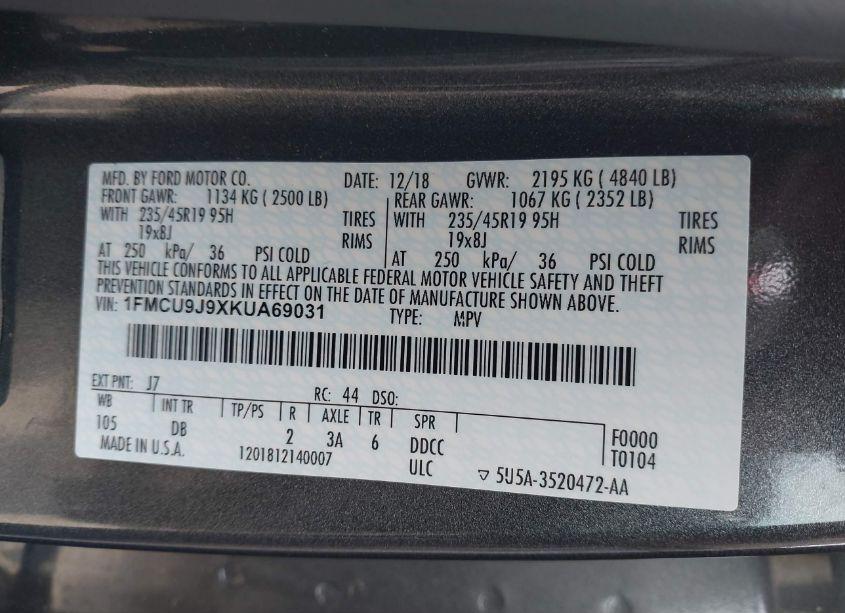 MFD. BY FORD MOTOR CO. DATE: 12/18 GVWR: 2195 KG ( 4840 LB)
FRONT GAWR: 1134 KG ( 2500 LB) REAR GAWR: 1067 KG ( 2352 LB)
WITH 235/45R19 95H TIRES WITH 235/45R19 95H TIRES
19x8J RIMS 19x8J RIMS
AT 250 kPa/ 36 PSI COLD AT 250 kPa/ 36 PSI COLD
THIS VEHICLE CONFORMS TO ALL APPLICABLE FEDERAL MOTOR VEHICLE SAFETY AND THEFT
PREVENTION STANDARDS IN EFFECT ON THE DATE OF MANUFACTURE SHOWN ABOVE.
VIN: 1FMCU9J9XKUA69031 TYPE: MPV
EXT PNT: J7 RC: 44 DSO:
WB INT TR TP/PS R AXLE TR SPR
105 DB 2 3A 6 DDCC F0000
MADE IN U.S.A. 1201812140007 ULC T0104
▽ 5U5A-3520472-AA